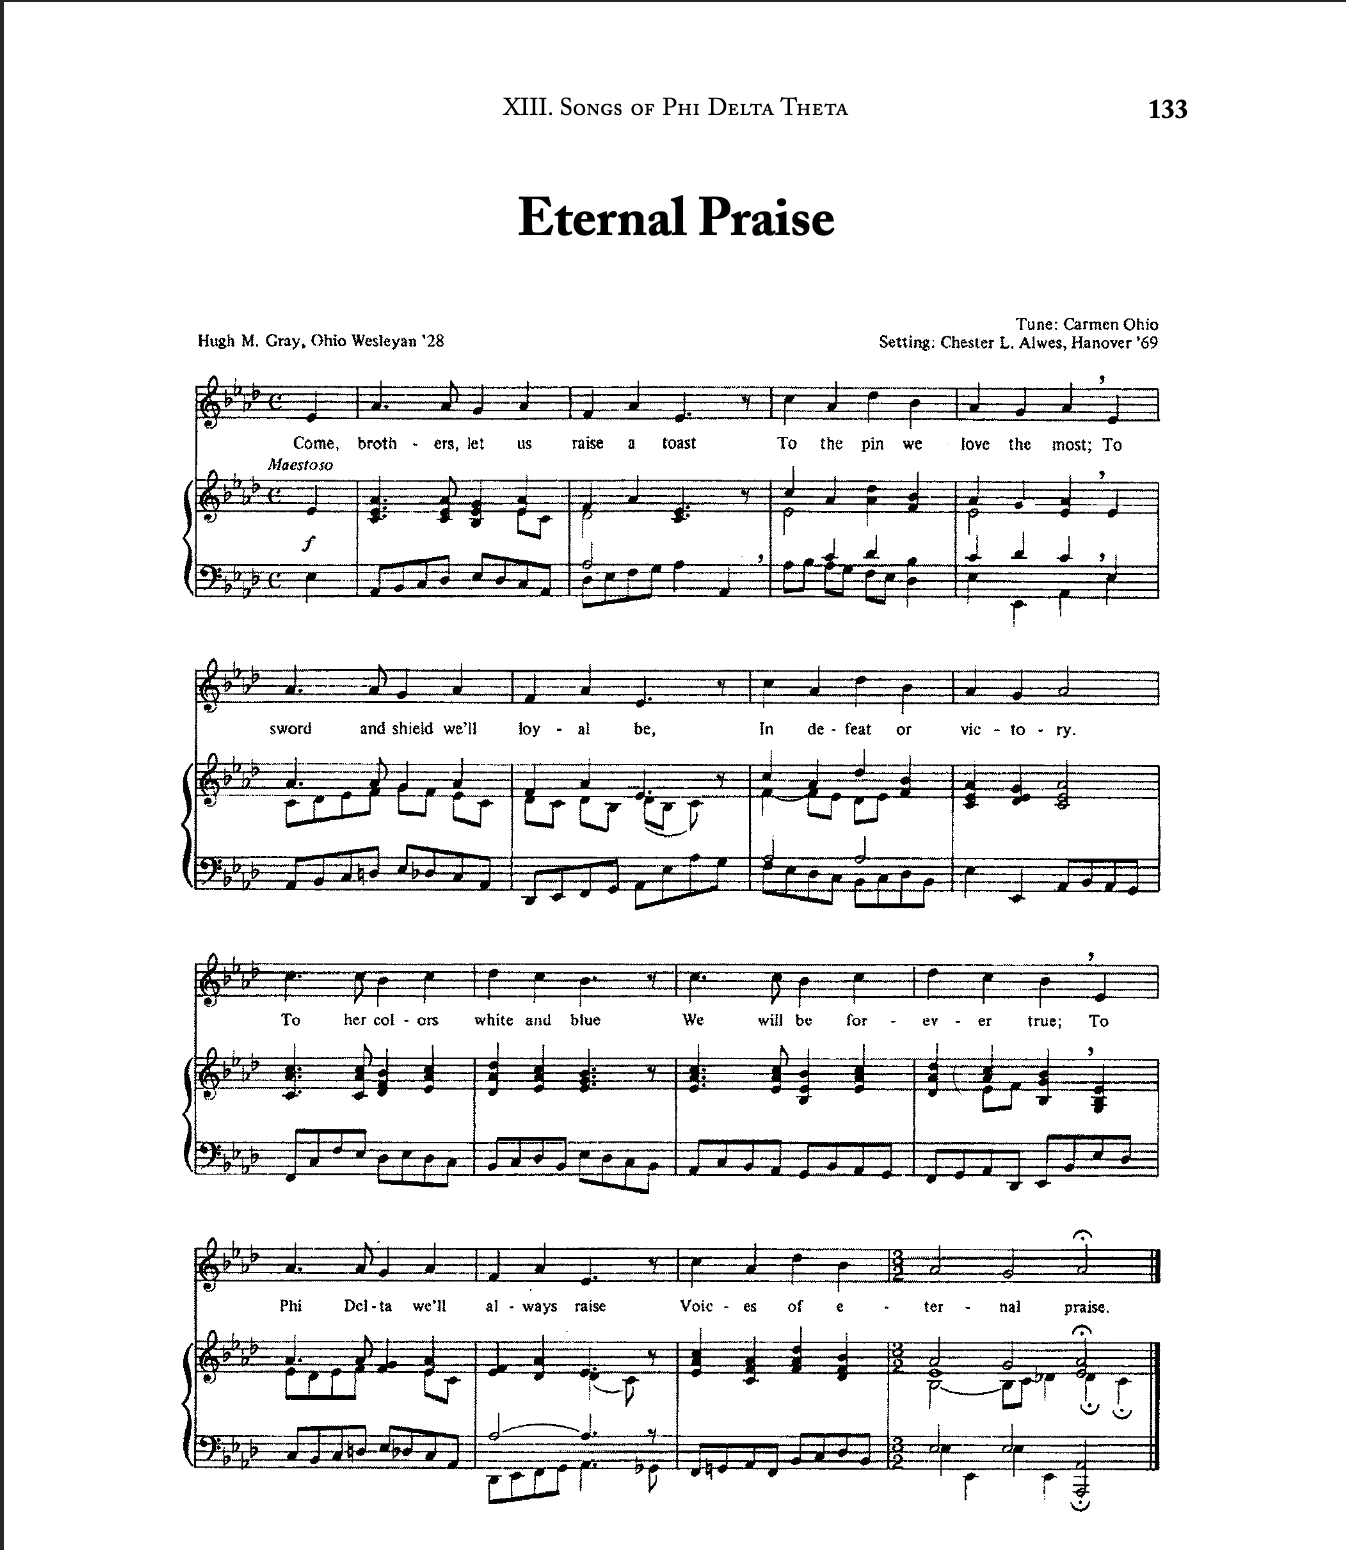 XIII. Songs of Phi Delta Theta
133
Eternal Praise
Tune: Carmen Ohio
Hugh M. Gray, Ohio Wesleyan '28
Setting: Chester L. Alwes, Hanover '69
Come, broth - ers, let us raise a toast To the pin we love the most; To
Maestoso
f
sword and shield we'll loy - al be, In de - feat or vic - to - ry.
To her col - ors white and blue We will be for - ev - er true; To
Phi Del - ta we'll al - ways raise Voic - es of e - ter - nal praise.